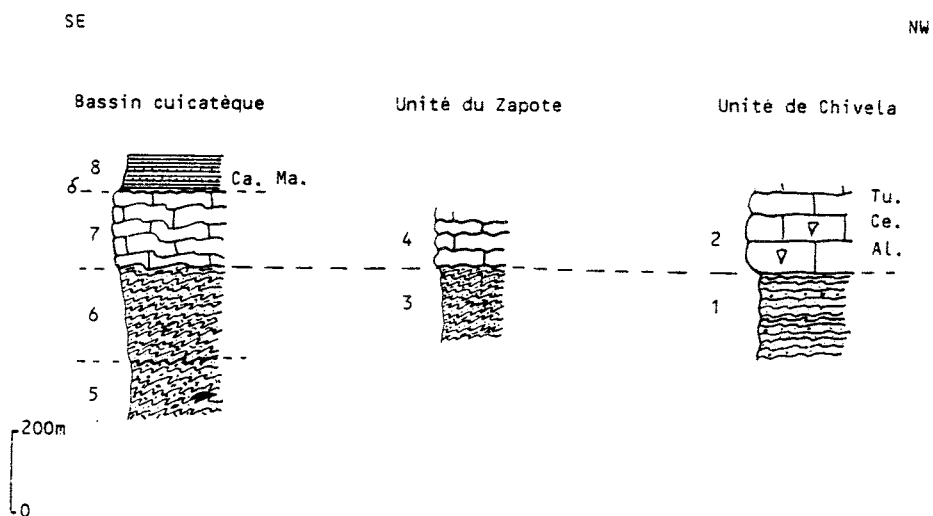 SE
NW
Bassin cuicatèque
Unité du Zapote
Unité de Chivela
8
Ca. Ma.
7
6
5
4
3
Tu.
Ce.
Al.
2
1
200m
0